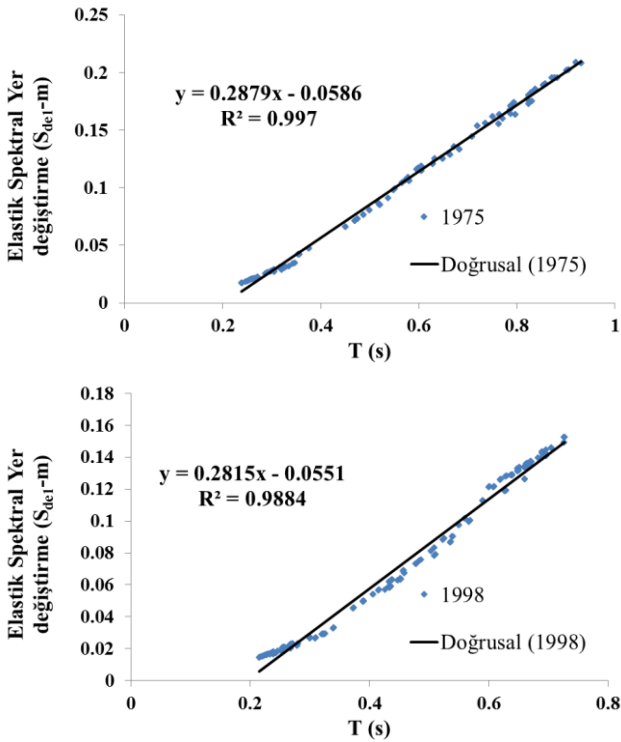 0.25
0.2
0.15
0.1
0.05
0
0
0.2
0.4
0.6
0.8
1
Elastik Spektral Yer
değiştirme (Sde1-m)
y = 0.2879x - 0.0586
R² = 0.997
1975
Doğrusal (1975)
T (s)
0.18
0.16
0.14
0.12
0.1
0.08
0.06
0.04
0.02
0
0
0.2
0.4
0.6
0.8
Elastik Spektral Yer
değiştirme (Sde1-m)
y = 0.2815x - 0.0551
R² = 0.9884
1998
Doğrusal (1998)
T (s)